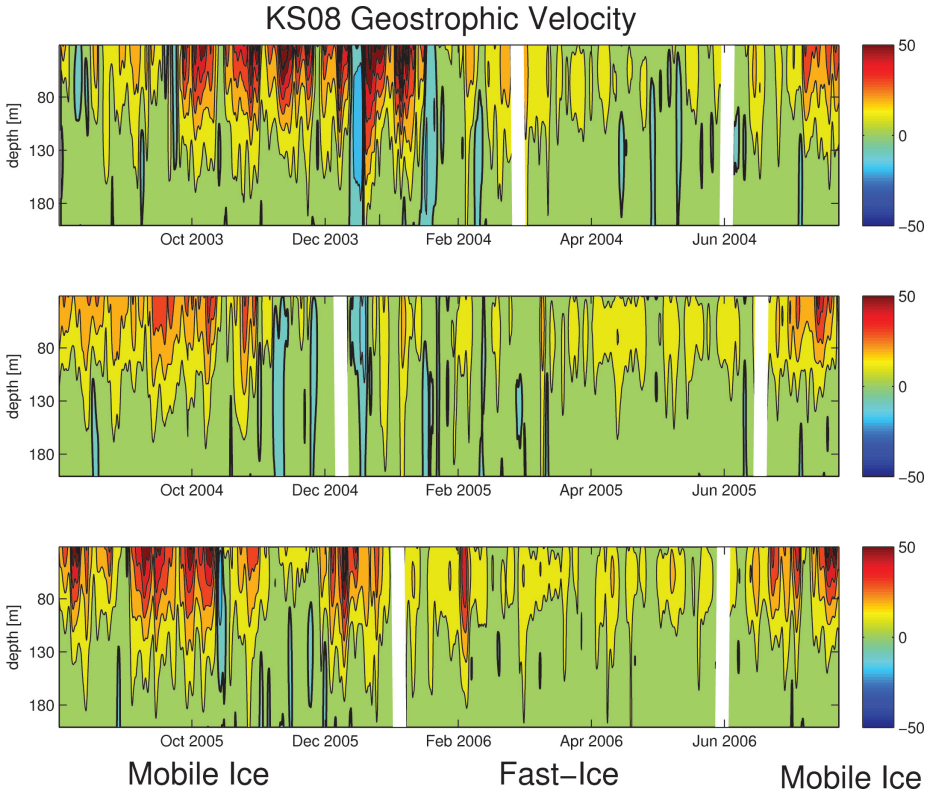 KS08 Geostrophic Velocity
depth [m]
80
130
180
Oct 2003 Dec 2003 Feb 2004 Apr 2004 Jun 2004
50
0
−50
depth [m]
80
130
180
Oct 2004 Dec 2004 Feb 2005 Apr 2005 Jun 2005
50
0
−50
depth [m]
80
130
180
Oct 2005 Dec 2005 Feb 2006 Apr 2006 Jun 2006
50
0
−50
Mobile Ice Fast−Ice Mobile Ice